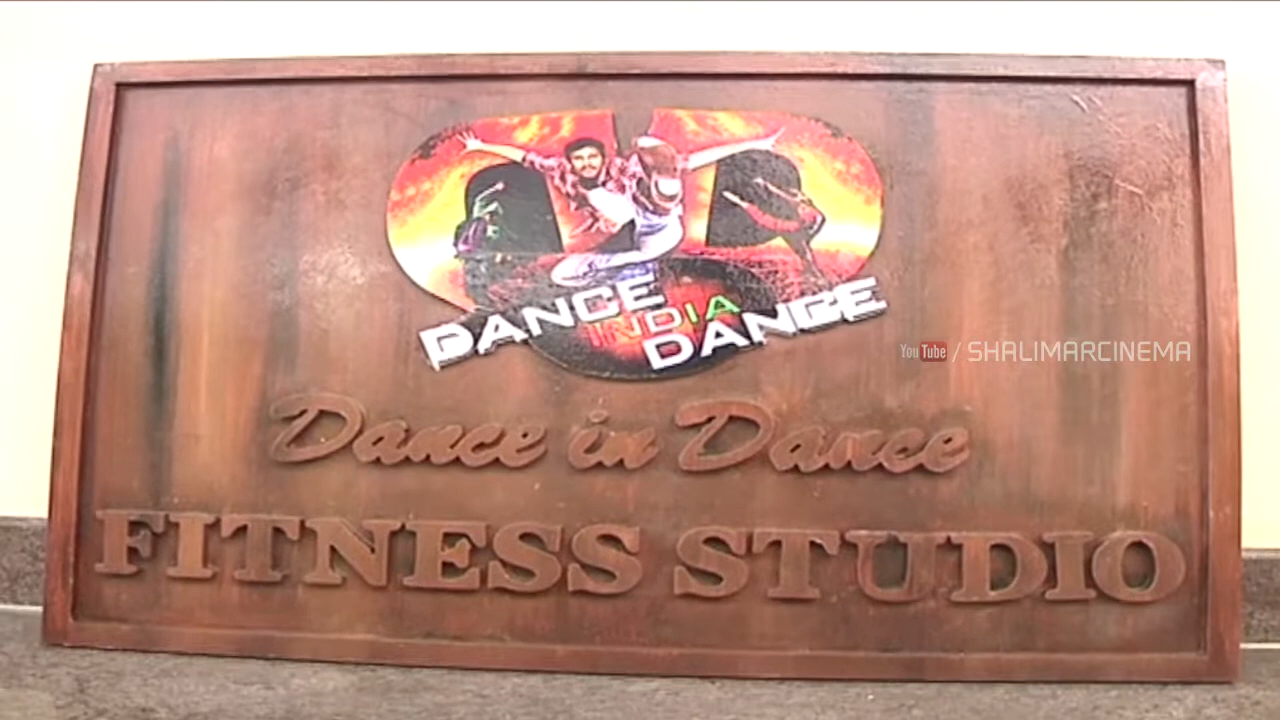 DANCE
INDIA
DANCE
YouTube / SHALIMARCINEMA
Dance in Dance
FITNESS STUDIO